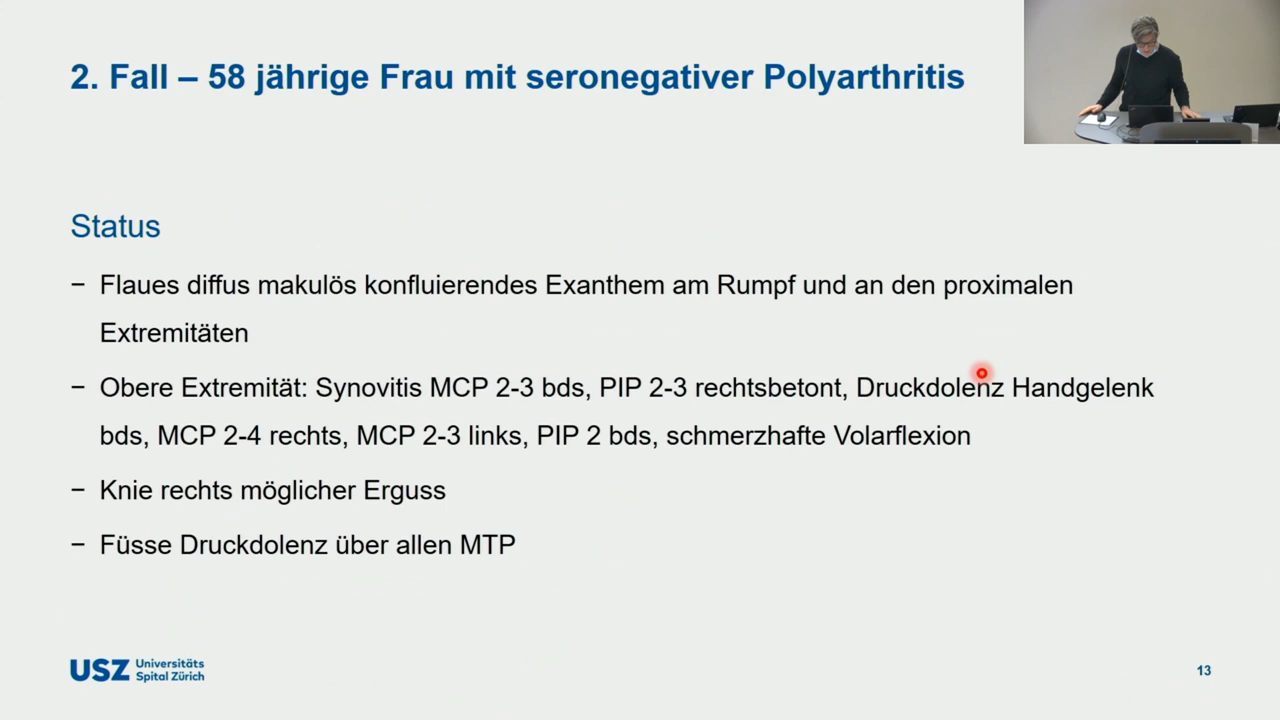 2. Fall – 58 jährige Frau mit seronegativer Polyarthritis
Status
− Flaues diffus makulös konfluierendes Exanthem am Rumpf und an den proximalen
Extremitäten
− Obere Extremität: Synovitis MCP 2-3 bds, PIP 2-3 rechtsbetont, Druckdolenz Handgelenk
bds, MCP 2-4 rechts, MCP 2-3 links, PIP 2 bds, schmerzhafte Volarflexion
− Knie rechts möglicher Erguss
− Füsse Druckdolenz über allen MTP
USZ Universitäts
Spital Zürich
13